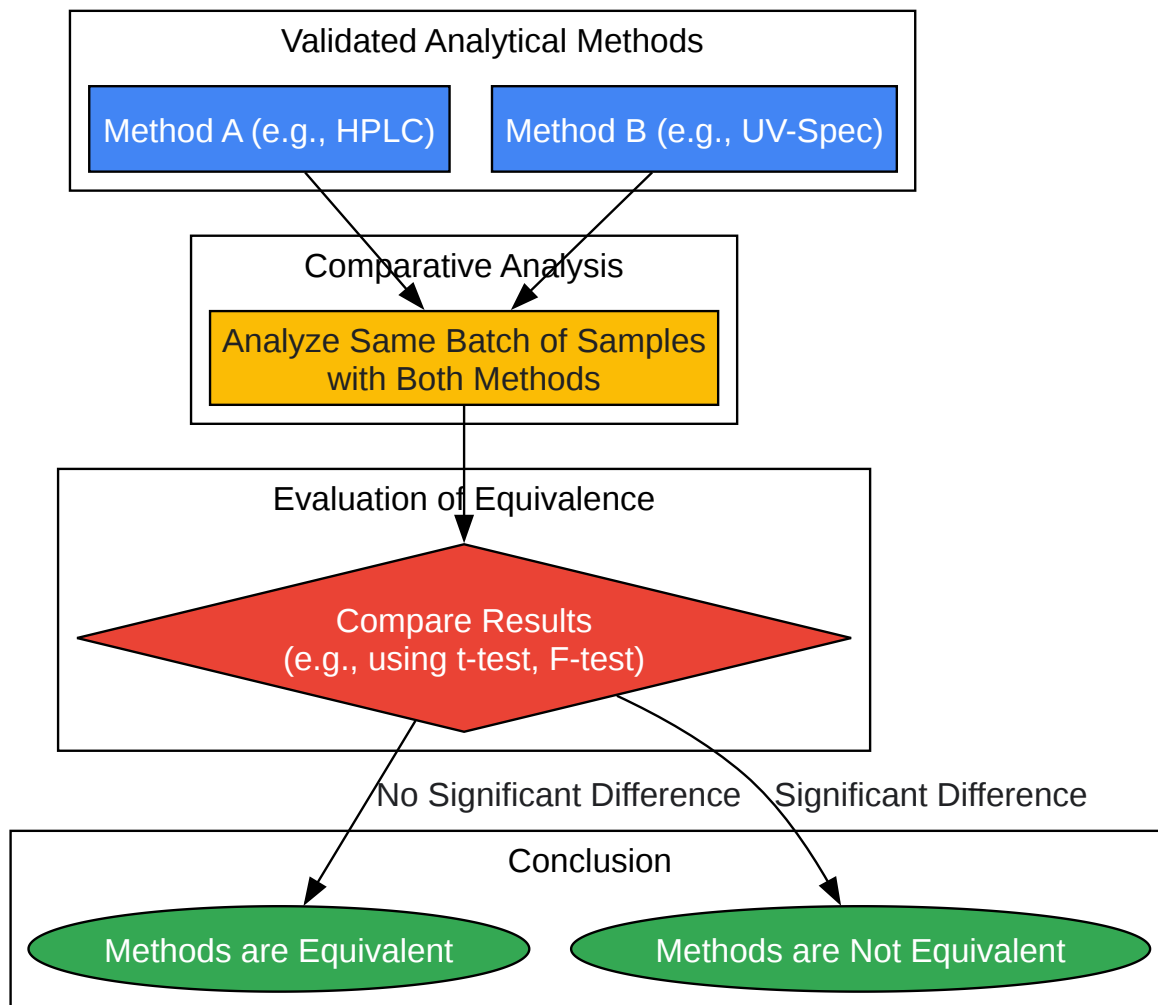 Validated Analytical Methods
Method A (e.g., HPLC)
Method B (e.g., UV-Spec)
Comparative Analysis
Analyze Same Batch of Samples
with Both Methods
Evaluation of Equivalence
Compare Results
(e.g., using t-test, F-test)
No Significant Difference
Significant Difference
Conclusion
Methods are Equivalent
Methods are Not Equivalent